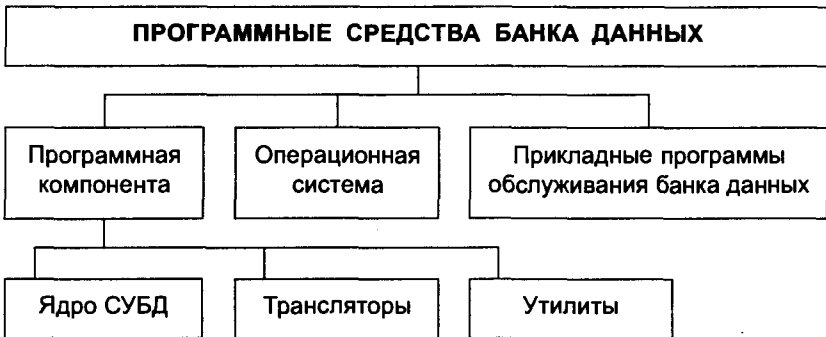 ПРОГРАММНЫЕ СРЕДСТВА БАНКА ДАННЫХ
Программная
компонента
Операционная
система
Прикладные программы
обслуживания банка данных
Ядро СУБД
Трансляторы
Утилиты